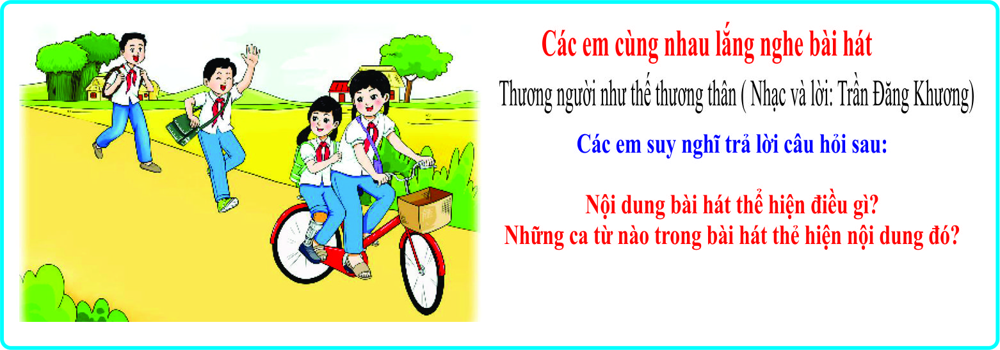 Các em cùng nhau lắng nghe bài hát
Thương người như thế thương thân ( Nhạc và lời: Trần Đăng Khương)
Các em suy nghĩ trả lời câu hỏi sau:
Nội dung bài hát thể hiện điều gì?
Những ca từ nào trong bài hát thẻ hiện nội dung đó?